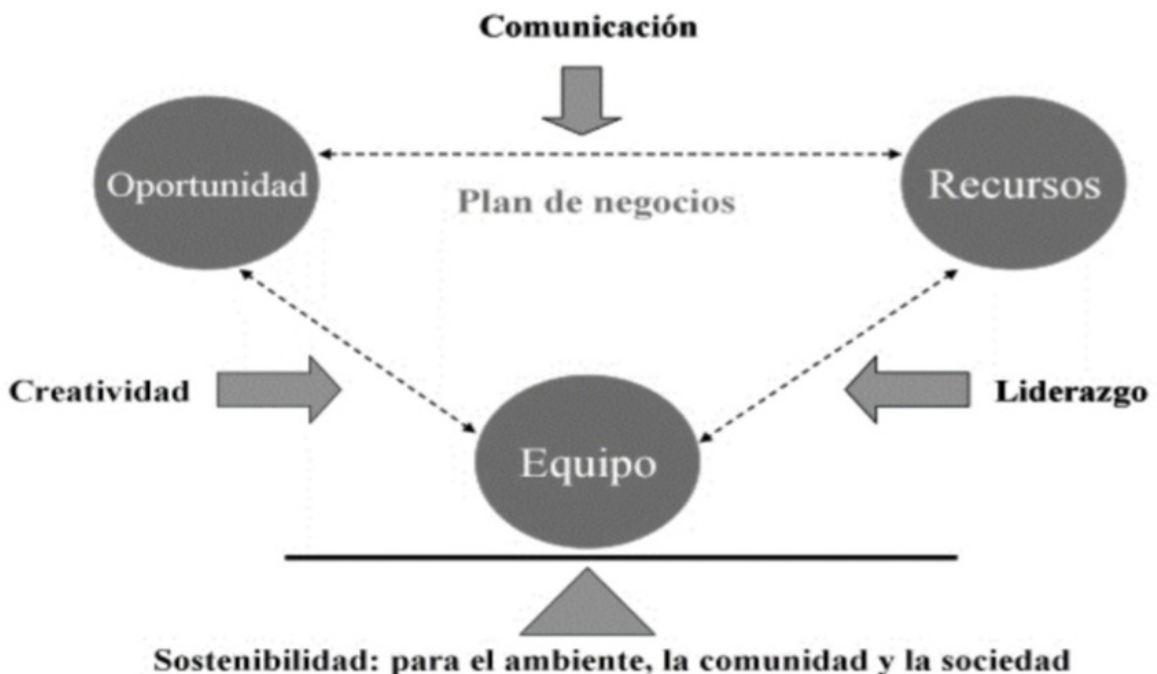 Comunicación
Oportunidad
Recursos
Plan de negocios
Creatividad
Liderazgo
Equipo
Sostenibilidad: para el ambiente, la comunidad y la sociedad